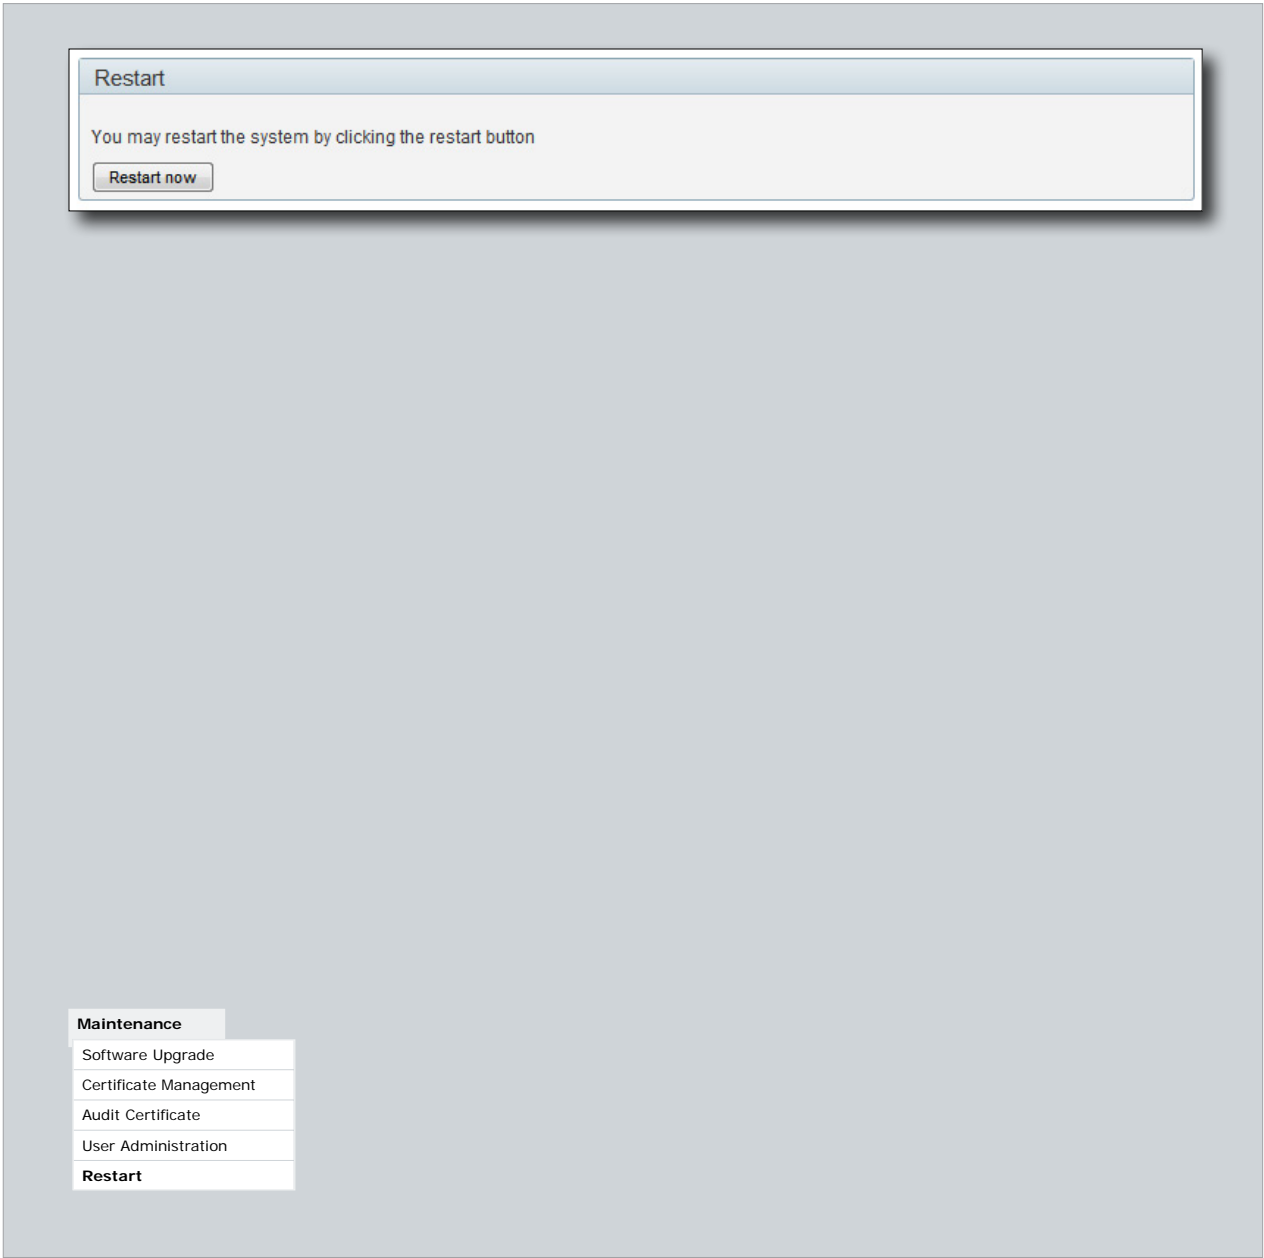 Restart
You may restart the system by clicking the restart button
Restart now
Maintenance
Software Upgrade
Certificate Management
Audit Certificate
User Administration
Restart